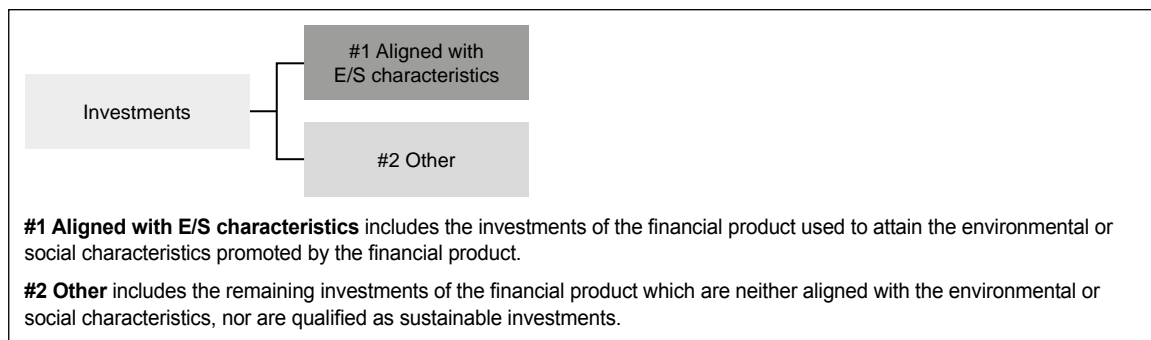 #1 Aligned with
E/S characteristics
Investments
#2 Other
#1 Aligned with E/S characteristics includes the investments of the financial product used to attain the environmental or
social characteristics promoted by the financial product.
#2 Other includes the remaining investments of the financial product which are neither aligned with the environmental or
social characteristics, nor are qualified as sustainable investments.